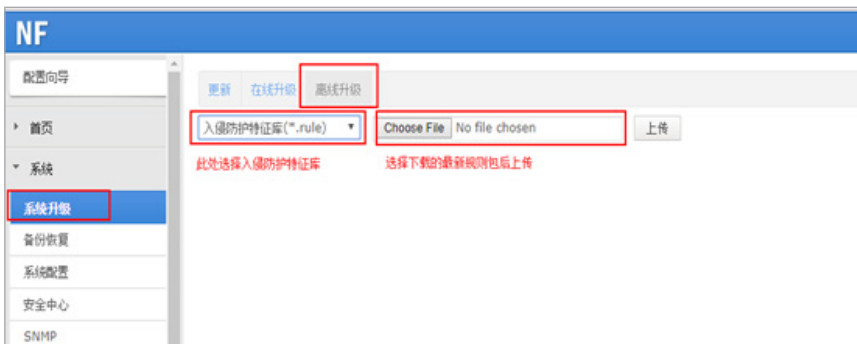 NF
配置向导
首页
系统
系统升级
备份恢复
系统配置
安全中心
SNMP
更新 在线升级 离线升级
入侵防护特征库(*.rule) Choose File No file chosen 上传
此处选择入侵防护特征库 选择下载的最新规则包后上传